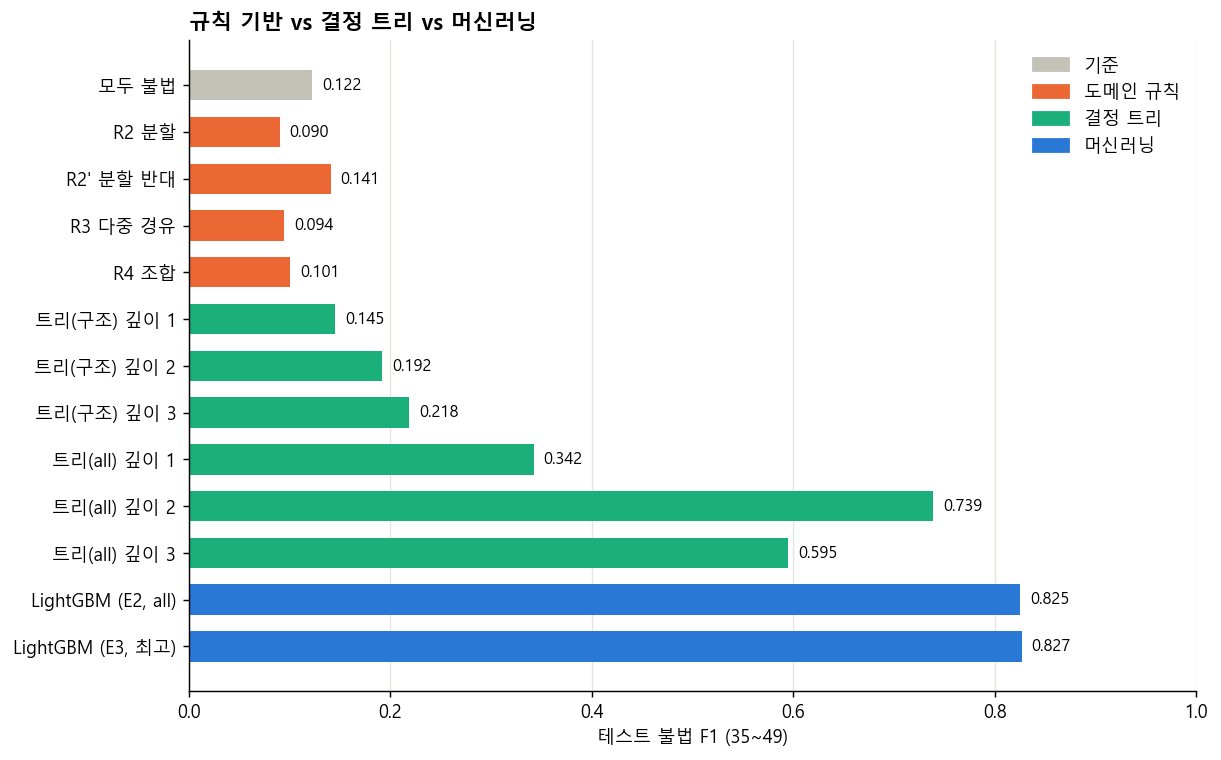 규칙 기반 vs 결정 트리 vs 머신러닝
기준
도메인 규칙
결정 트리
머신러닝
모두 불법 0.122
R2 분할 0.090
R2' 분할 반대 0.141
R3 다중 경유 0.094
R4 조합 0.101
트리(구조) 깊이 1 0.145
트리(구조) 깊이 2 0.192
트리(구조) 깊이 3 0.218
트리(all) 깊이 1 0.342
트리(all) 깊이 2 0.739
트리(all) 깊이 3 0.595
LightGBM (E2, all) 0.825
LightGBM (E3, 최고) 0.827
0.0 0.2 0.4 0.6 0.8 1.0
테스트 불법 F1 (35~49)